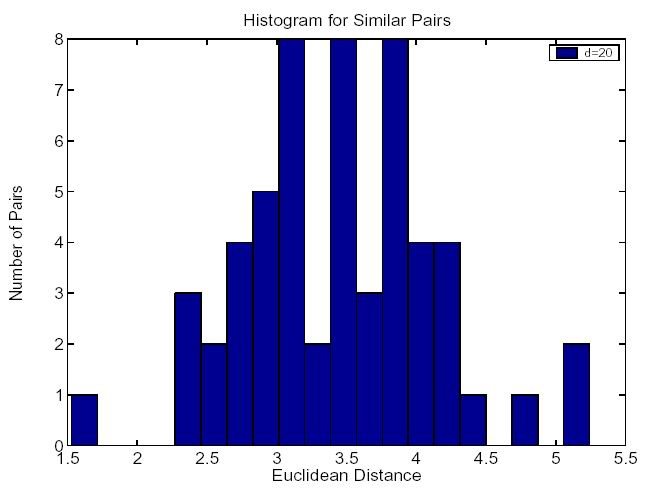 Histogram for Similar Pairs
d=20
8
7
6
5
4
3
2
1
0
Number of Pairs
1.5 2 2.5 3 3.5 4 4.5 5 5.5
Euclidean Distance